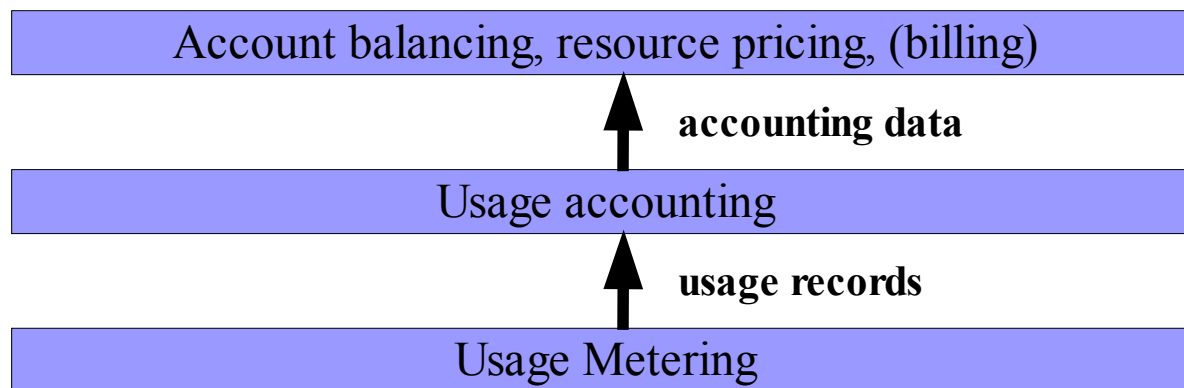 Account balancing, resource pricing, (billing)
accounting data
Usage accounting
usage records
Usage Metering